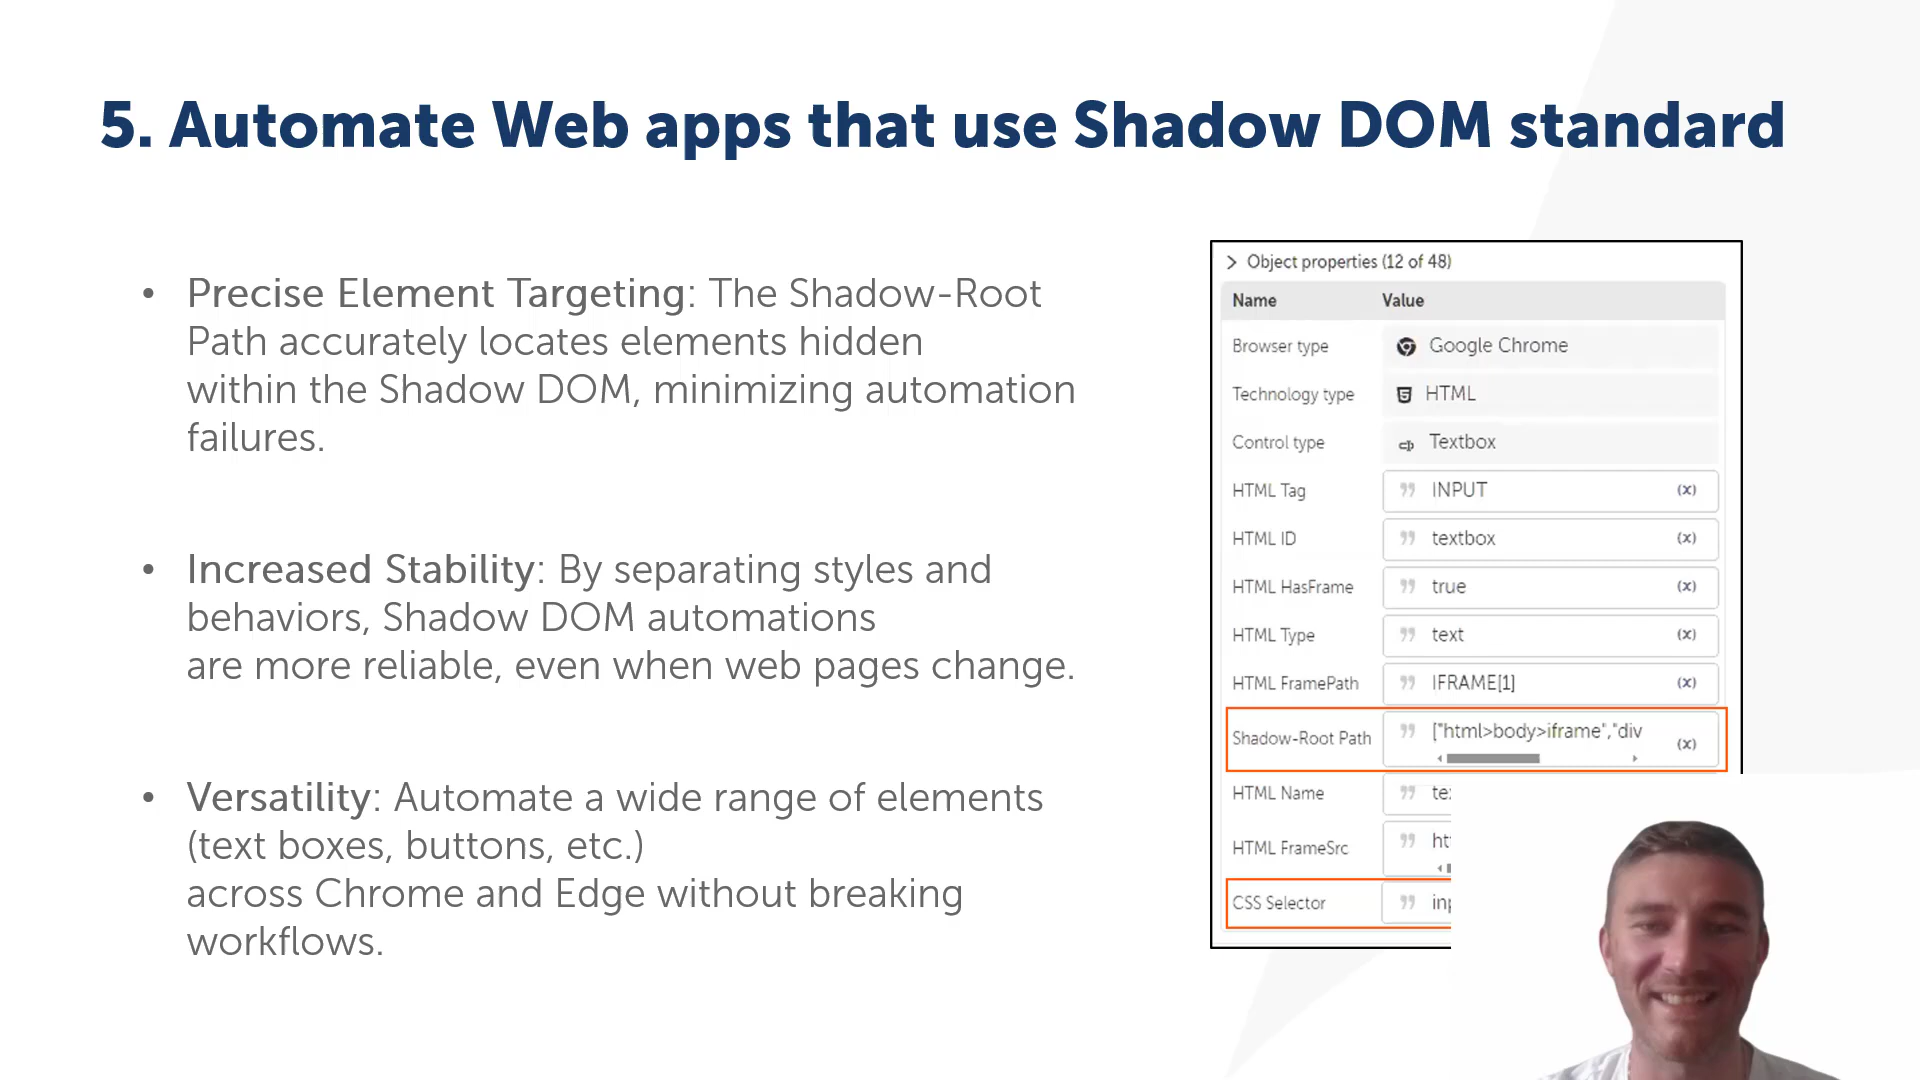 5. Automate Web apps that use Shadow DOM standard
• Precise Element Targeting: The Shadow-Root
Path accurately locates elements hidden
within the Shadow DOM, minimizing automation
failures.
• Increased Stability: By separating styles and
behaviors, Shadow DOM automations
are more reliable, even when web pages change.
• Versatility: Automate a wide range of elements
(text boxes, buttons, etc.)
across Chrome and Edge without breaking
workflows.
Object properties (12 of 48)
Name Value
Browser type Google Chrome
Technology type HTML
Control type Textbox
HTML Tag INPUT (x)
HTML ID textbox (x)
HTML HasFrame true (x)
HTML Type text (x)
HTML FramePath IFRAME[1] (x)
Shadow-Root Path ["html>body>iframe","div (x)
HTML Name
HTML FrameSrc
CSS Selector